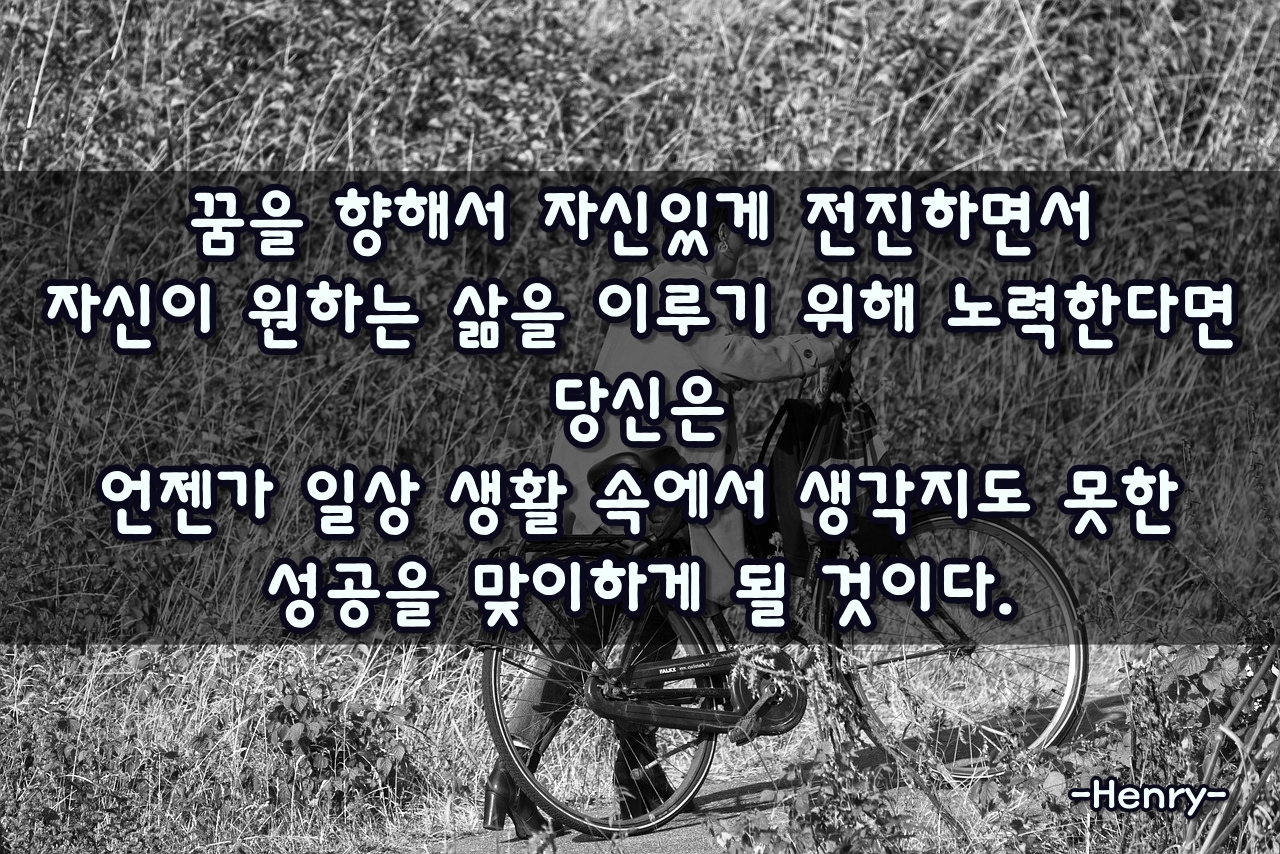 꿈을 향해서 자신있게 전진하면서
자신이 원하는 삶을 이루기 위해 노력한다면
당신은
언젠가 일상 생활 속에서 생각지도 못한
성공을 맞이하게 될 것이다.
FALKX
-Henry-